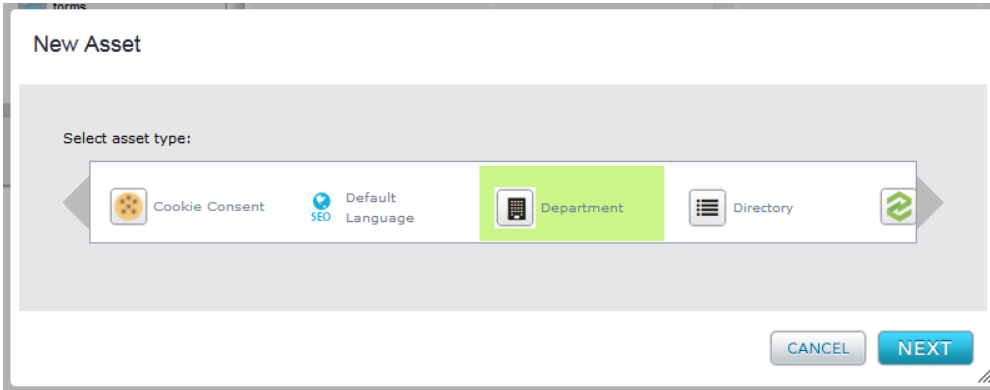 forms
New Asset
Select asset type:
Cookie Consent
SEO
Default
Language
Department
Directory
CANCEL
NEXT